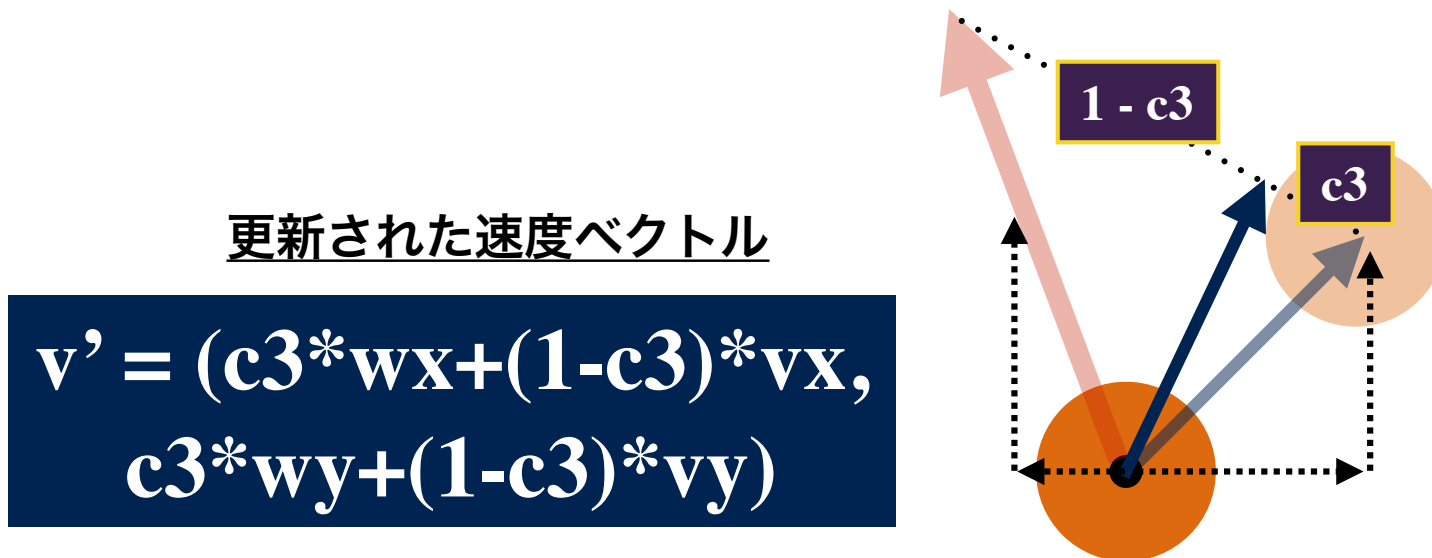 1 - c3
c3
更新された速度ベクトル
v’ = (c3*wx+(1-c3)*vx,
c3*wy+(1-c3)*vy)